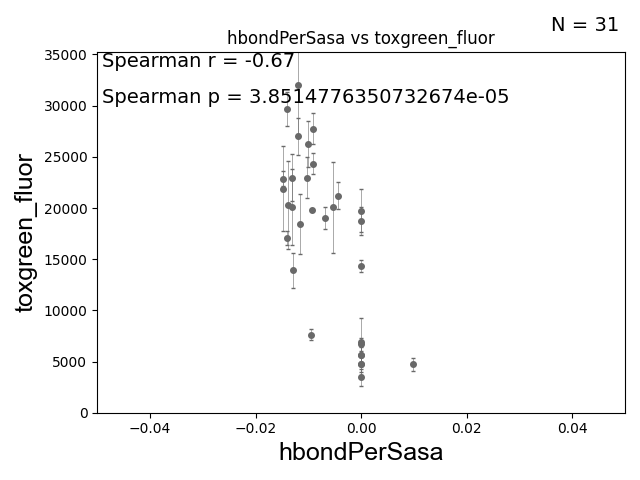 N = 31
hbondPerSasa vs toxgreen_fluor
Spearman r = -0.67
Spearman p = 3.8514776350732674e-05
toxgreen_fluor
35000
30000
25000
20000
15000
10000
5000
0
−0.04 −0.02 0.00 0.02 0.04
hbondPerSasa